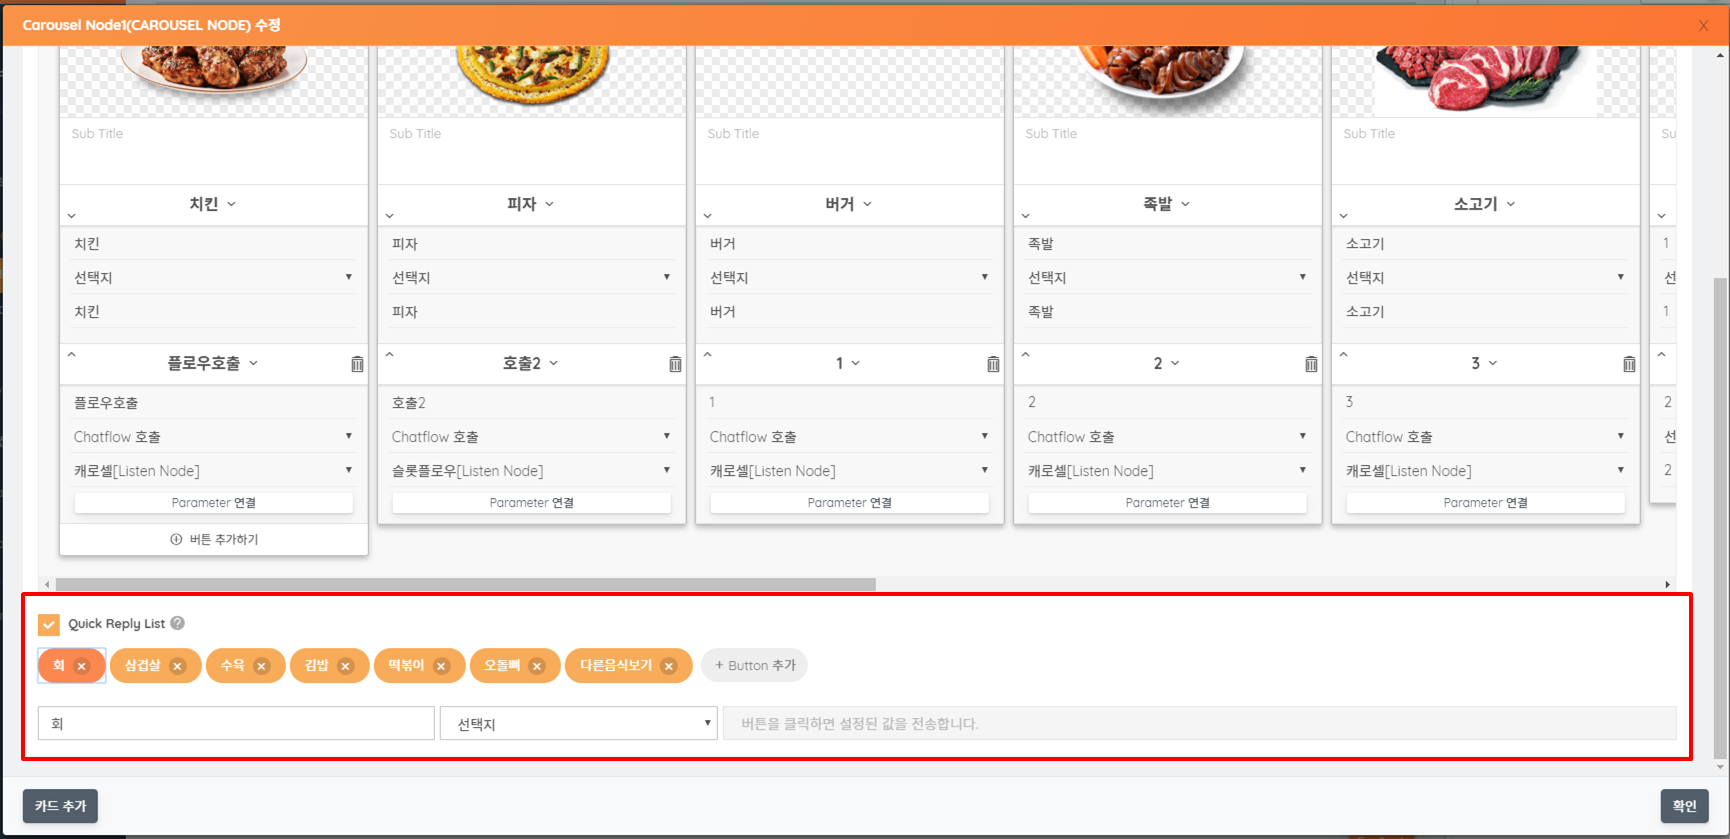 Carousel Node1(CAROUSEL NODE) 수정 X
Sub Title Sub Title Sub Title Sub Title Sub Title Su
치킨 피자 버거 족발 소고기
치킨 피자 버거 족발 소고기 1
선택지 선택지 선택지 선택지 선택지 선
치킨 피자 버거 족발 소고기 1
플로우호출 호출2 1 2 3
플로우호출 호출2 1 2 3 2
Chatflow 호출 Chatflow 호출 Chatflow 호출 Chatflow 호출 Chatflow 호출 선
캐로셀[Listen Node] 슬롯플로우[Listen Node] 캐로셀[Listen Node] 캐로셀[Listen Node] 캐로셀[Listen Node] 2
Parameter 연결 Parameter 연결 Parameter 연결 Parameter 연결 Parameter 연결
버튼 추가하기
Quick Reply List ?
회 삼겹살 수육 김밥 떡볶이 오돌뼈 다른음식보기 + Button 추가
회 선택지 버튼을 클릭하면 설정된 값을 전송합니다.
카드 추가 확인